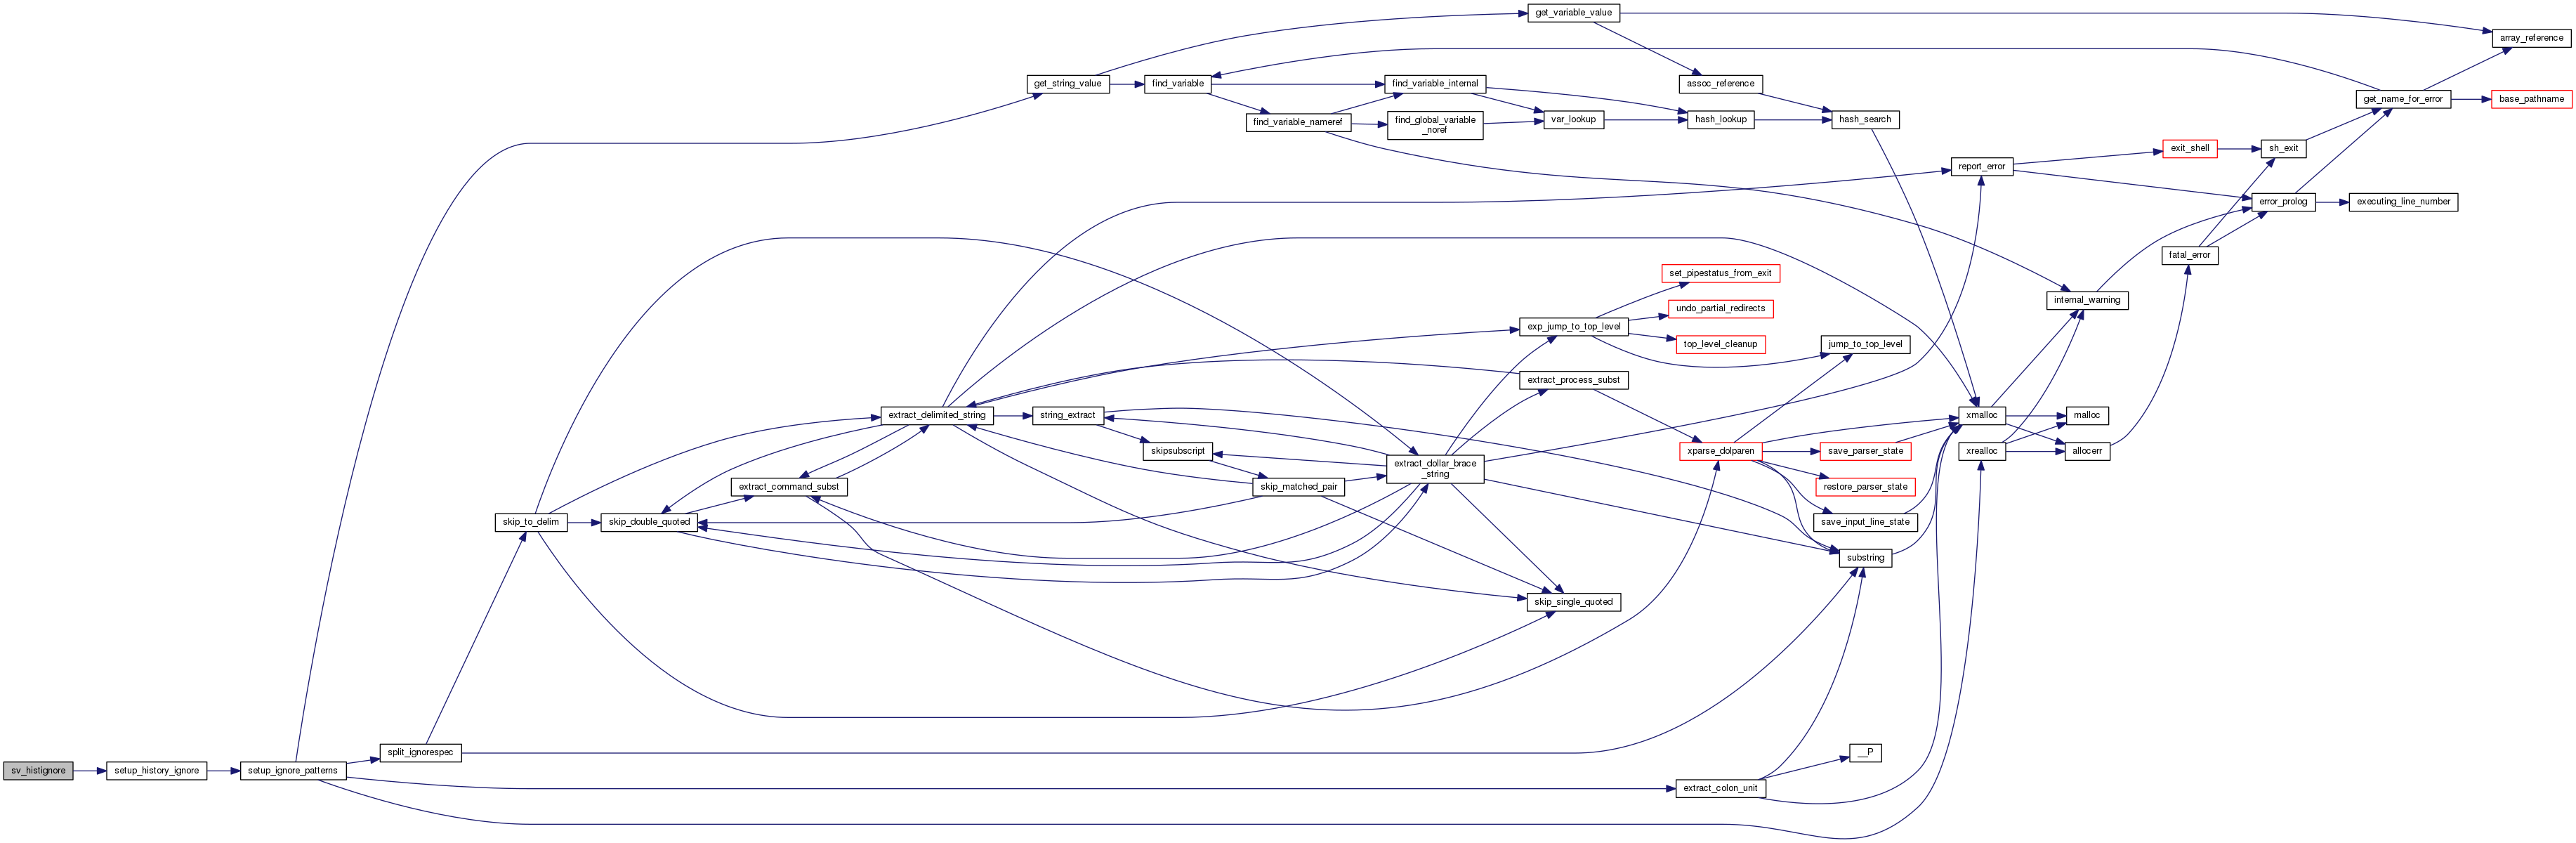 get_variable_value
array_reference
get_string_value
find_variable
find_variable_internal
assoc_reference
get_name_for_error
base_pathname
find_variable_nameref
find_global_variable
_noref
var_lookup
hash_lookup
hash_search
exit_shell
sh_exit
report_error
error_prolog
executing_line_number
fatal_error
set_pipestatus_from_exit
internal_warning
undo_partial_redirects
exp_jump_to_top_level
top_level_cleanup
jump_to_top_level
extract_process_subst
extract_delimited_string
string_extract
xmalloc
malloc
skipsubscript
xparse_dolparen
save_parser_state
xrealloc
allocerr
extract_dollar_brace
_string
extract_command_subst
skip_matched_pair
restore_parser_state
skip_to_delim
skip_double_quoted
save_input_line_state
substring
skip_single_quoted
split_ignorespec
__P
sv_histignore
setup_history_ignore
setup_ignore_patterns
extract_colon_unit